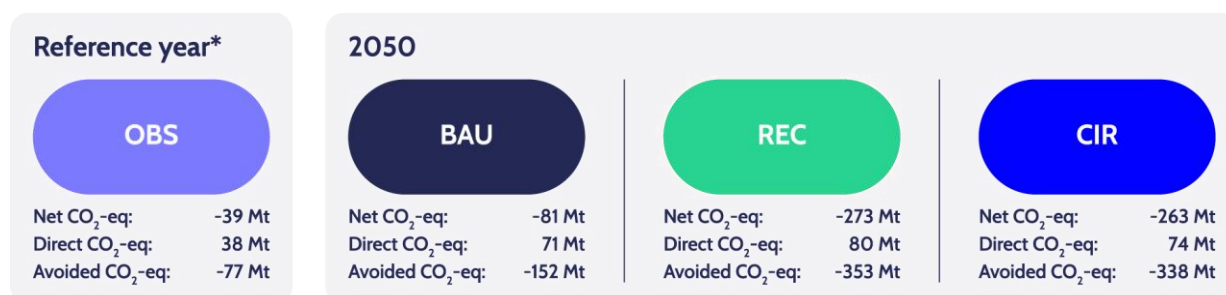 Reference year*
OBS
Net CO₂-eq: -39 Mt
Direct CO₂-eq: 38 Mt
Avoided CO₂-eq: -77 Mt
2050
BAU
Net CO₂-eq: -81 Mt
Direct CO₂-eq: 71 Mt
Avoided CO₂-eq: -152 Mt
REC
Net CO₂-eq: -273 Mt
Direct CO₂-eq: 80 Mt
Avoided CO₂-eq: -353 Mt
CIR
Net CO₂-eq: -263 Mt
Direct CO₂-eq: 74 Mt
Avoided CO₂-eq: -338 Mt